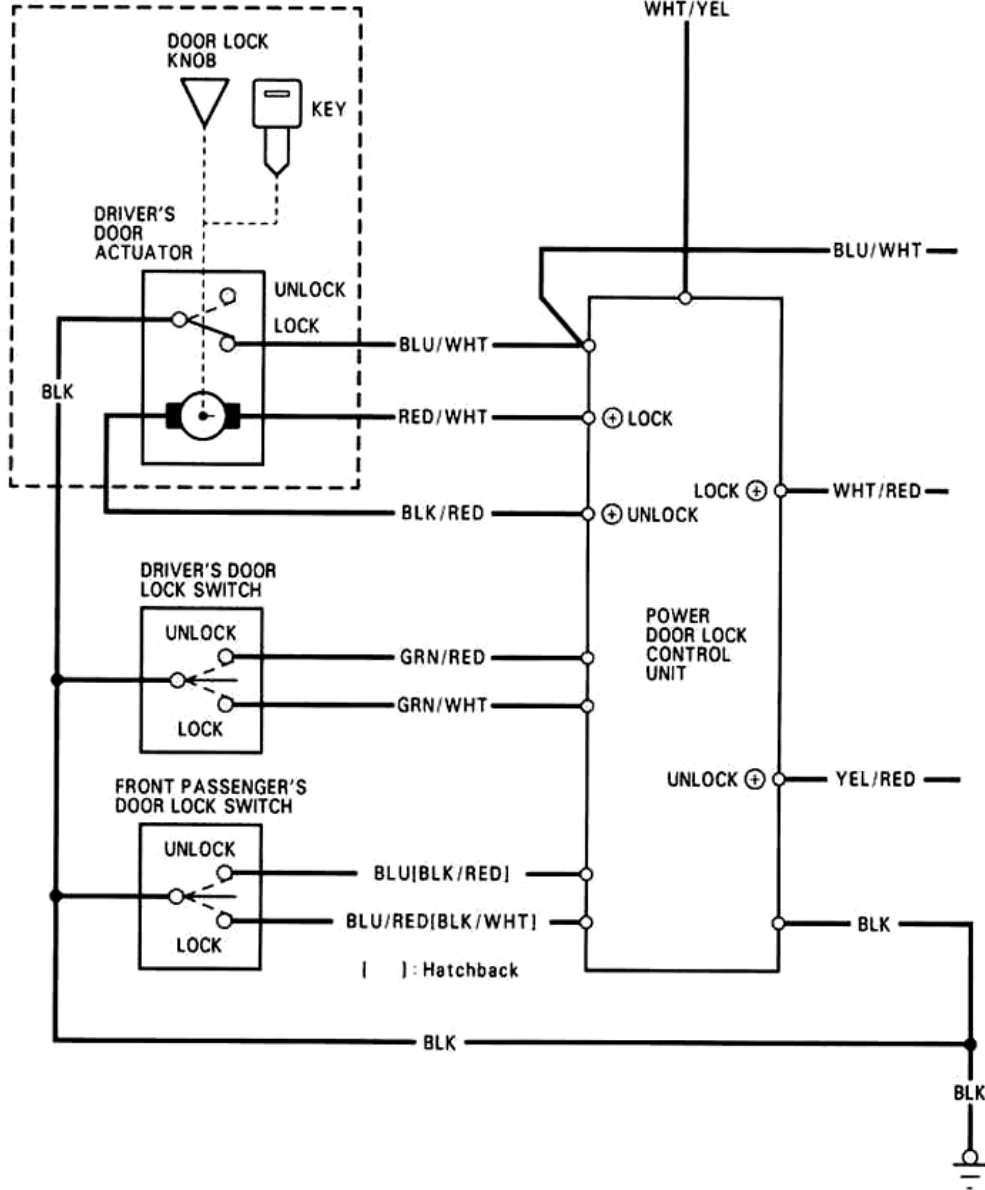 WHT/YEL
DOOR LOCK
KNOB
KEY
DRIVER'S
DOOR
ACTUATOR
BLU/WHT
UNLOCK
LOCK
BLU/WHT
BLK
RED/WHT
⊕ LOCK
LOCK ⊕
WHT/RED
BLK/RED
⊕ UNLOCK
DRIVER'S DOOR
LOCK SWITCH
UNLOCK
GRN/RED
GRN/WHT
LOCK
POWER
DOOR LOCK
CONTROL
UNIT
FRONT PASSENGER'S
DOOR LOCK SWITCH
UNLOCK ⊕
YEL/RED
UNLOCK
BLU[BLK/RED]
BLU/RED[BLK/WHT]
LOCK
BLK
[ ]: Hatchback
BLK
BLK